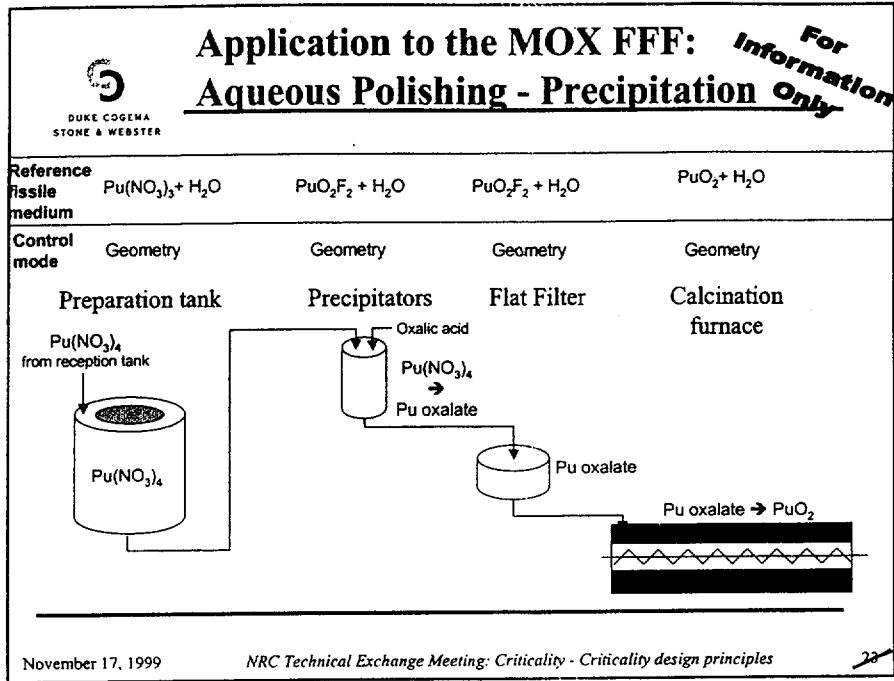 Application to the MOX FFF:
Aqueous Polishing - Precipitation
For
Information
Only
DUKE COGEMA
STONE & WEBSTER
Reference
fissile
medium
Pu(NO₃)₃+ H₂O
PuO₂F₂ + H₂O
PuO₂F₂ + H₂O
PuO₂+ H₂O
Control
mode
Geometry
Geometry
Geometry
Geometry
Preparation tank
Precipitators
Flat Filter
Calcination
furnace
Pu(NO₃)₄
from reception tank
Oxalic acid
Pu(NO₃)₄
➔
Pu oxalate
Pu(NO₃)₄
Pu oxalate
Pu oxalate ➔ PuO₂
November 17, 1999
NRC Technical Exchange Meeting: Criticality - Criticality design principles
23